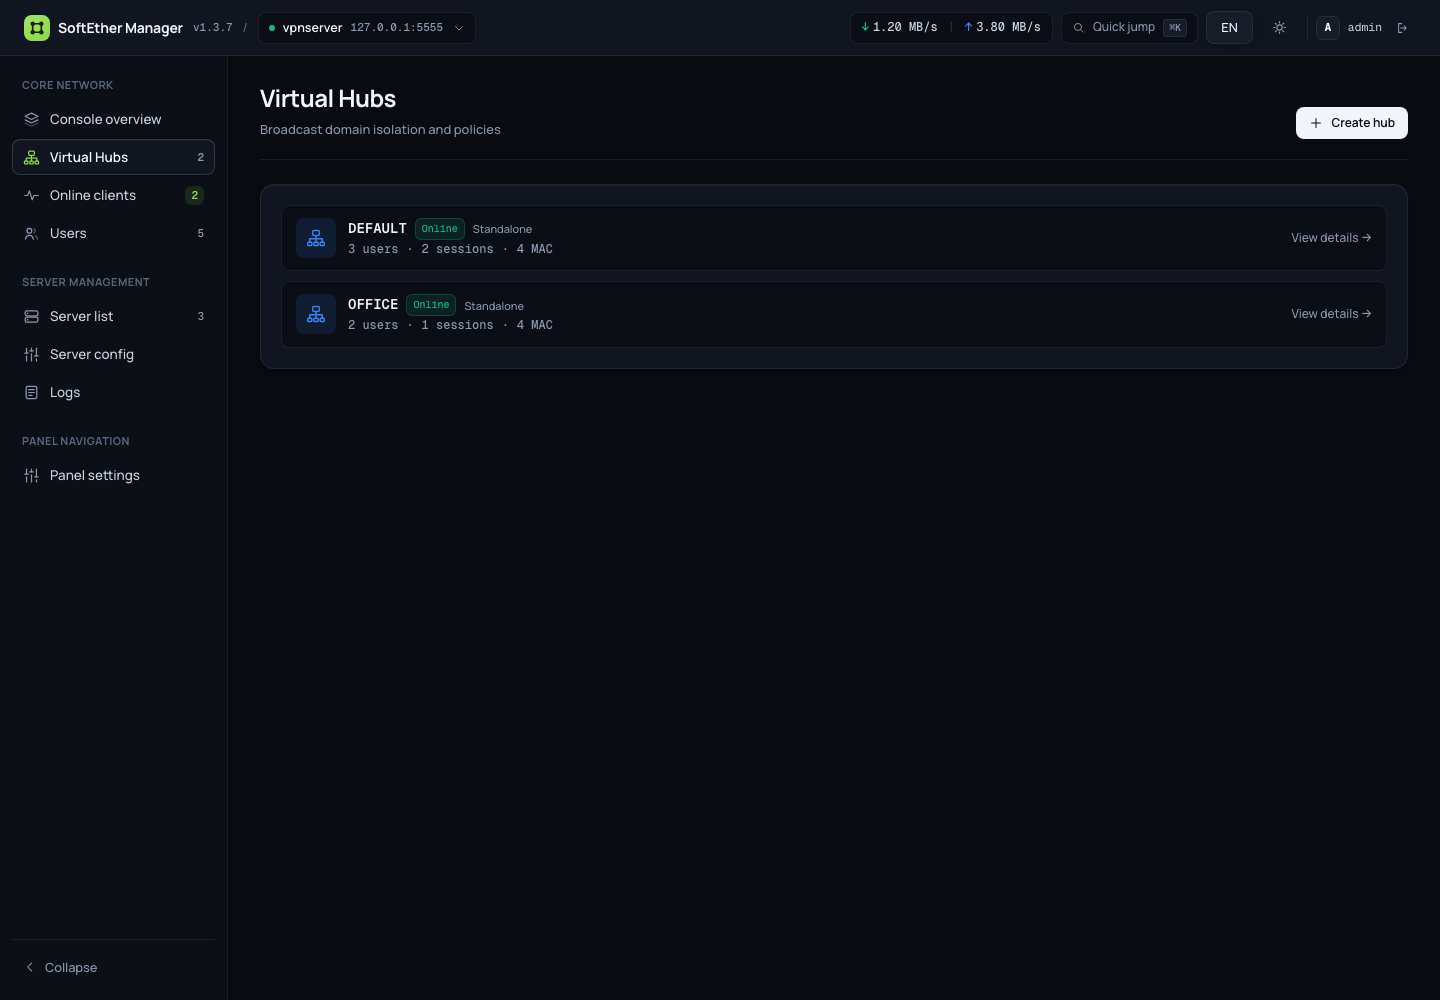 SoftEther Manager v1.3.7 / vpnserver 127.0.0.1:5555
↓ 1.20 MB/s | ↑ 3.80 MB/s Quick jump ⌘K EN A admin
CORE NETWORK
Console overview
Virtual Hubs 2
Online clients 2
Users 5
SERVER MANAGEMENT
Server list 3
Server config
Logs
PANEL NAVIGATION
Panel settings
Collapse
Virtual Hubs
Broadcast domain isolation and policies
Create hub
DEFAULT Online Standalone
3 users · 2 sessions · 4 MAC
View details →
OFFICE Online Standalone
2 users · 1 sessions · 4 MAC
View details →